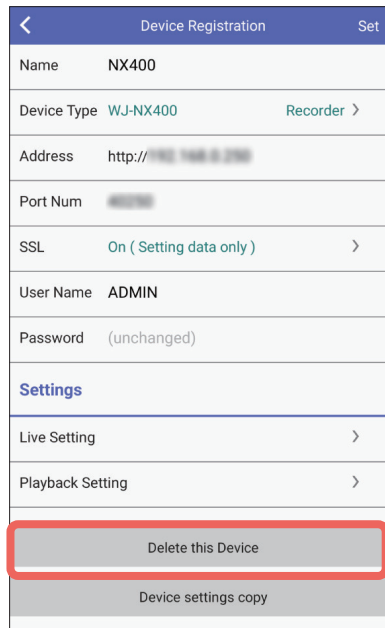 Device Registration Set
Name NX400
Device Type WJ-NX400 Recorder
Address http://
Port Num
SSL On ( Setting data only )
User Name ADMIN
Password (unchanged)
Settings
Live Setting
Playback Setting
Delete this Device
Device settings copy